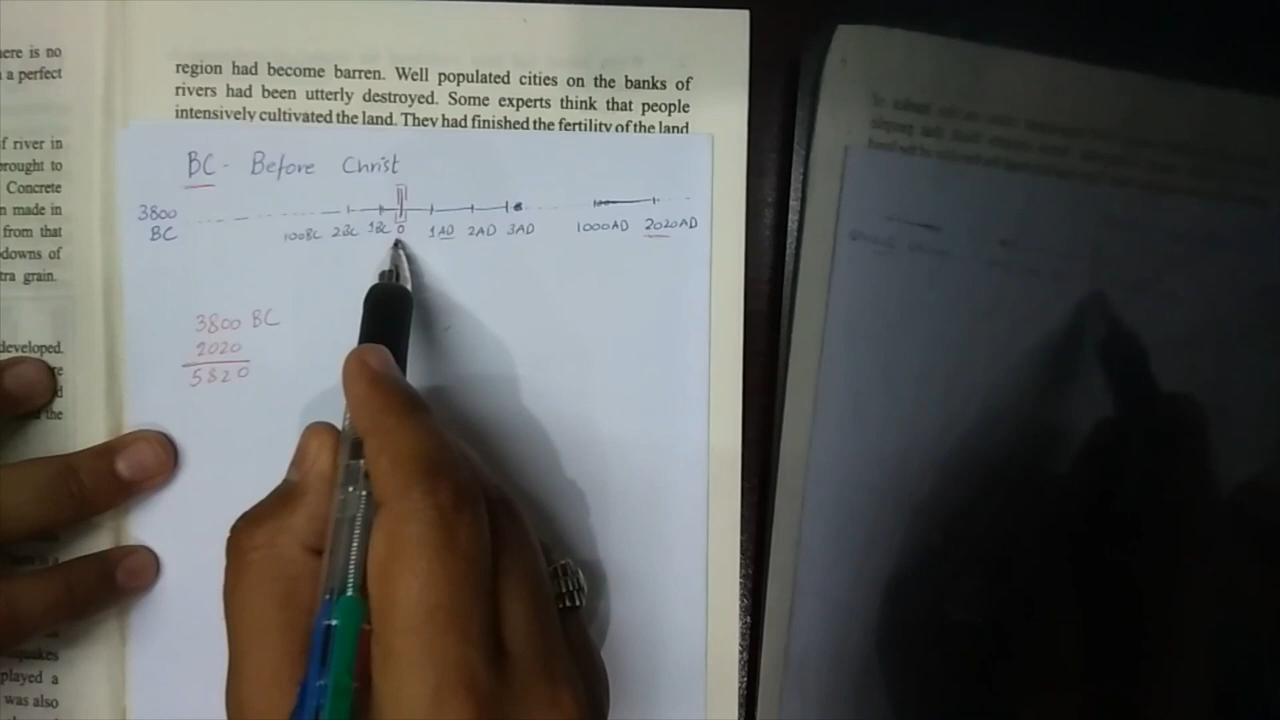 ere is no
a perfect
f river in
rought to
Concrete
n made in
from that
downs of
tra grain.
developed.
the
played a
was also
region had become barren. Well populated cities on the banks of
rivers had been utterly destroyed. Some experts think that people
intensively cultivated the land. They had finished the fertility of the land
BC - Before Christ
3800 BC
100BC 2BC 1BC 0 1AD 2AD 3AD 1000AD 2020AD
3800 BC
2020
5820